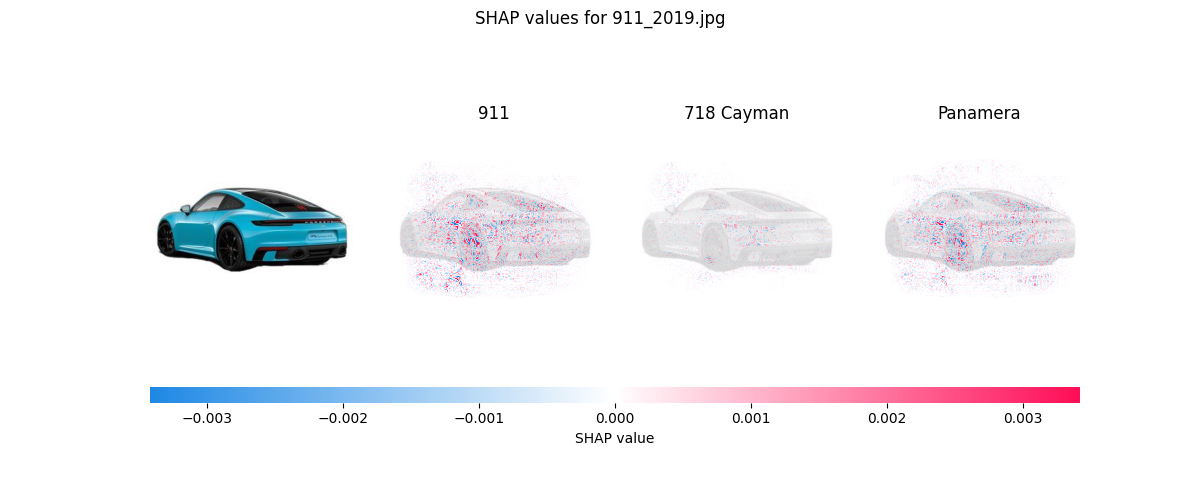 SHAP values for 911_2019.jpg
911
718 Cayman
Panamera
−0.003 −0.002 −0.001 0.000 0.001 0.002 0.003
SHAP value